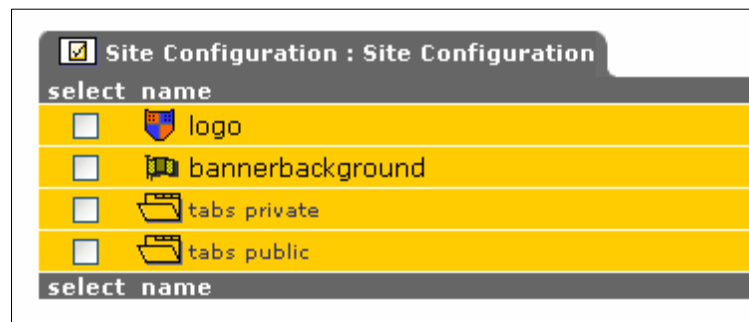 Site Configuration : Site Configuration
select name
logo
bannerbackground
tabs private
tabs public
select name